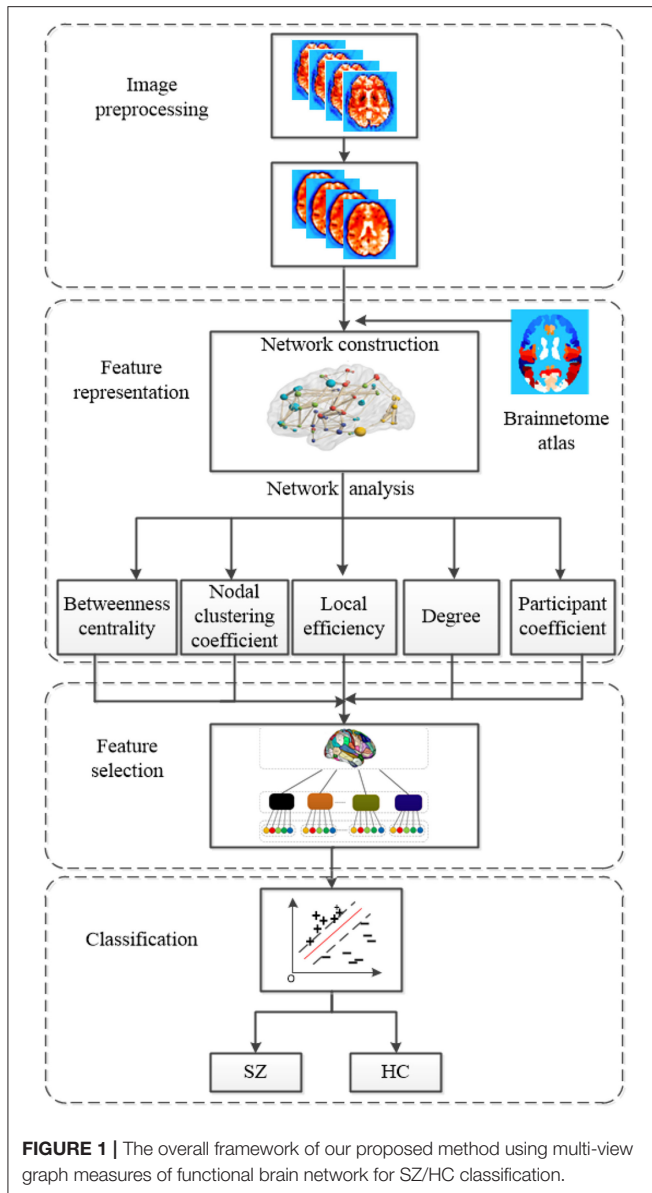 Image
preprocessing
Feature
representation
Network construction
Brainnetome
atlas
Network analysis
Betweenness
centrality
Nodal
clustering
coefficient
Local
efficiency
Degree
Participant
coefficient
Feature
selection
Classification
O
SZ
HC
FIGURE 1 | The overall framework of our proposed method using multi-view
graph measures of functional brain network for SZ/HC classification.